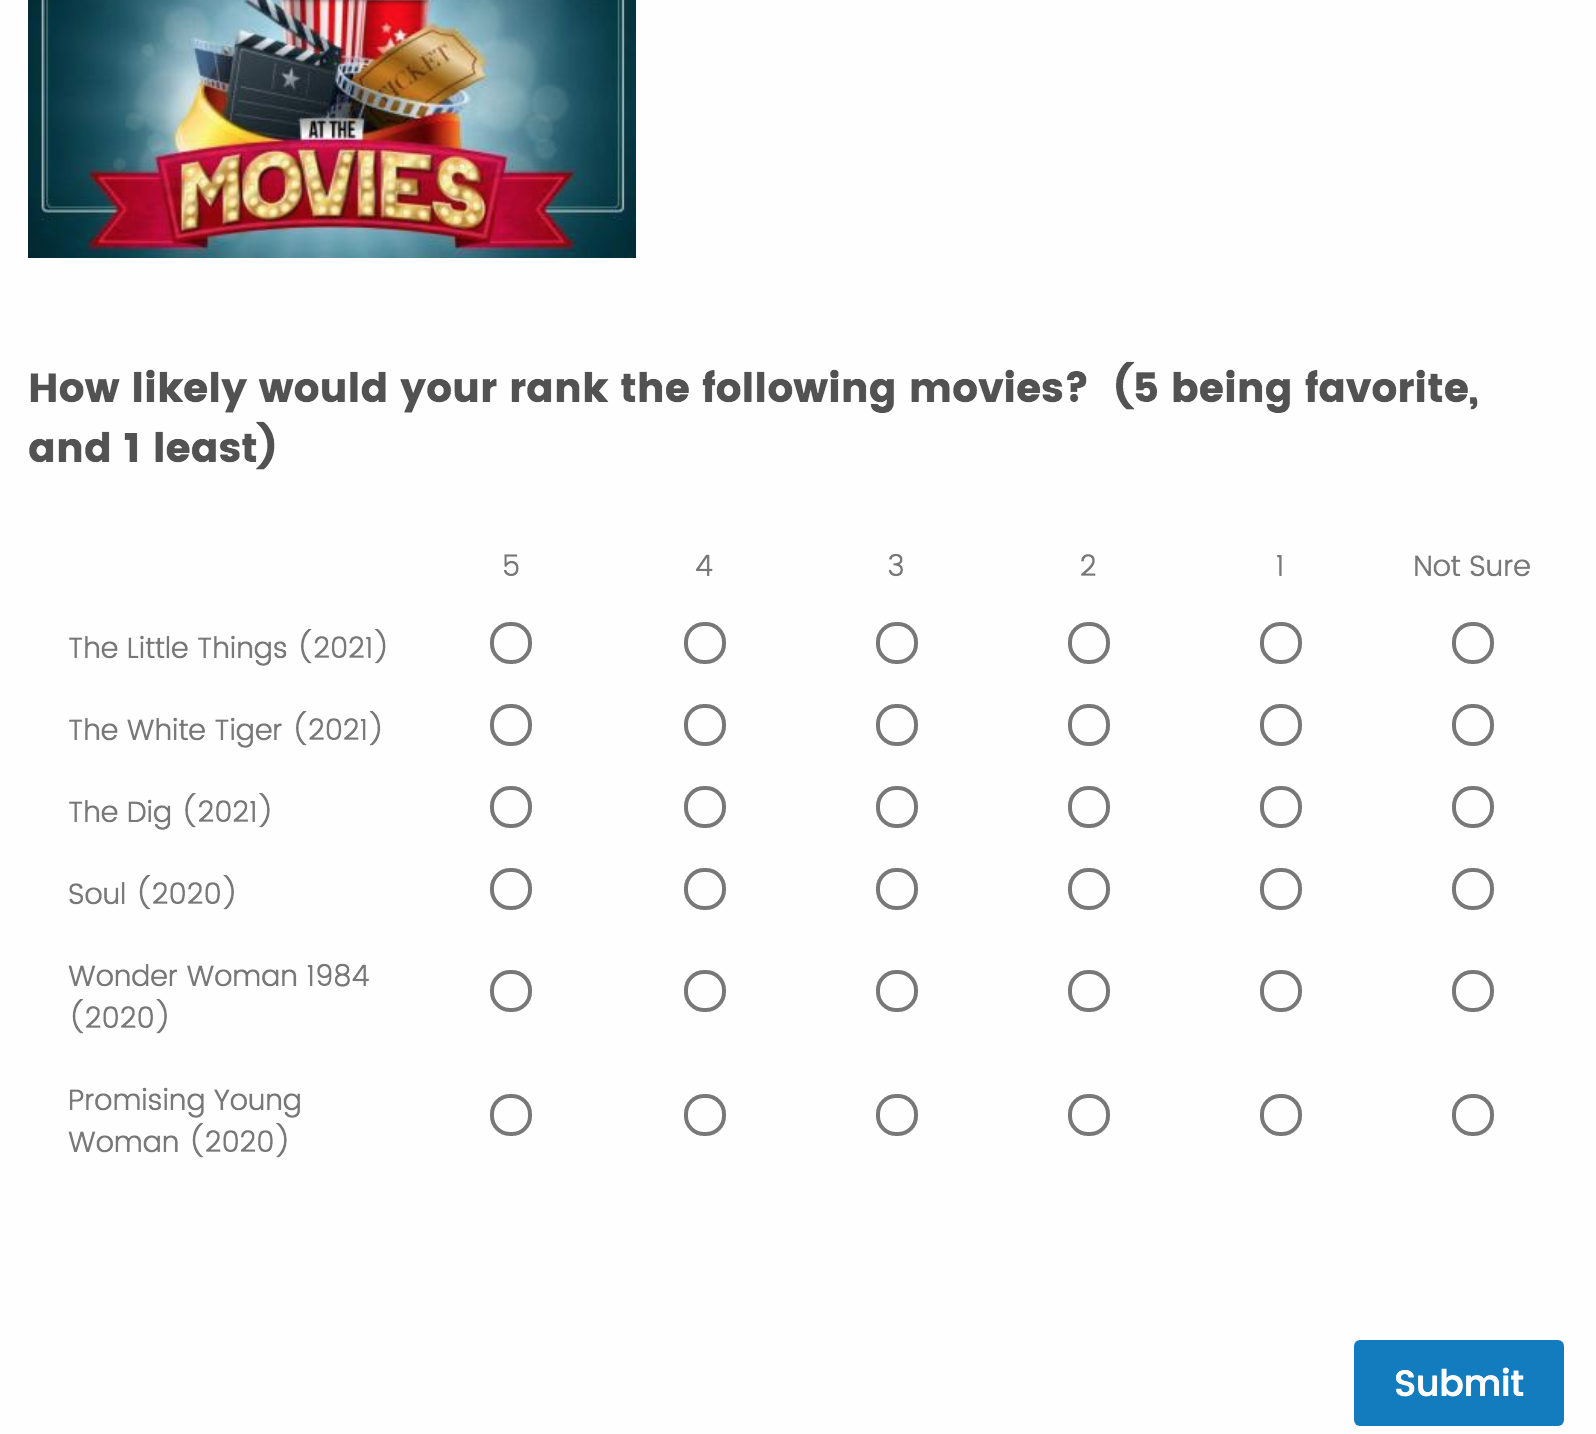 TICKET
AT THE
MOVIES
How likely would your rank the following movies?  (5 being favorite,
and 1 least)
5 4 3 2 1 Not Sure
The Little Things (2021)
The White Tiger (2021)
The Dig (2021)
Soul (2020)
Wonder Woman 1984
(2020)
Promising Young
Woman (2020)
Submit